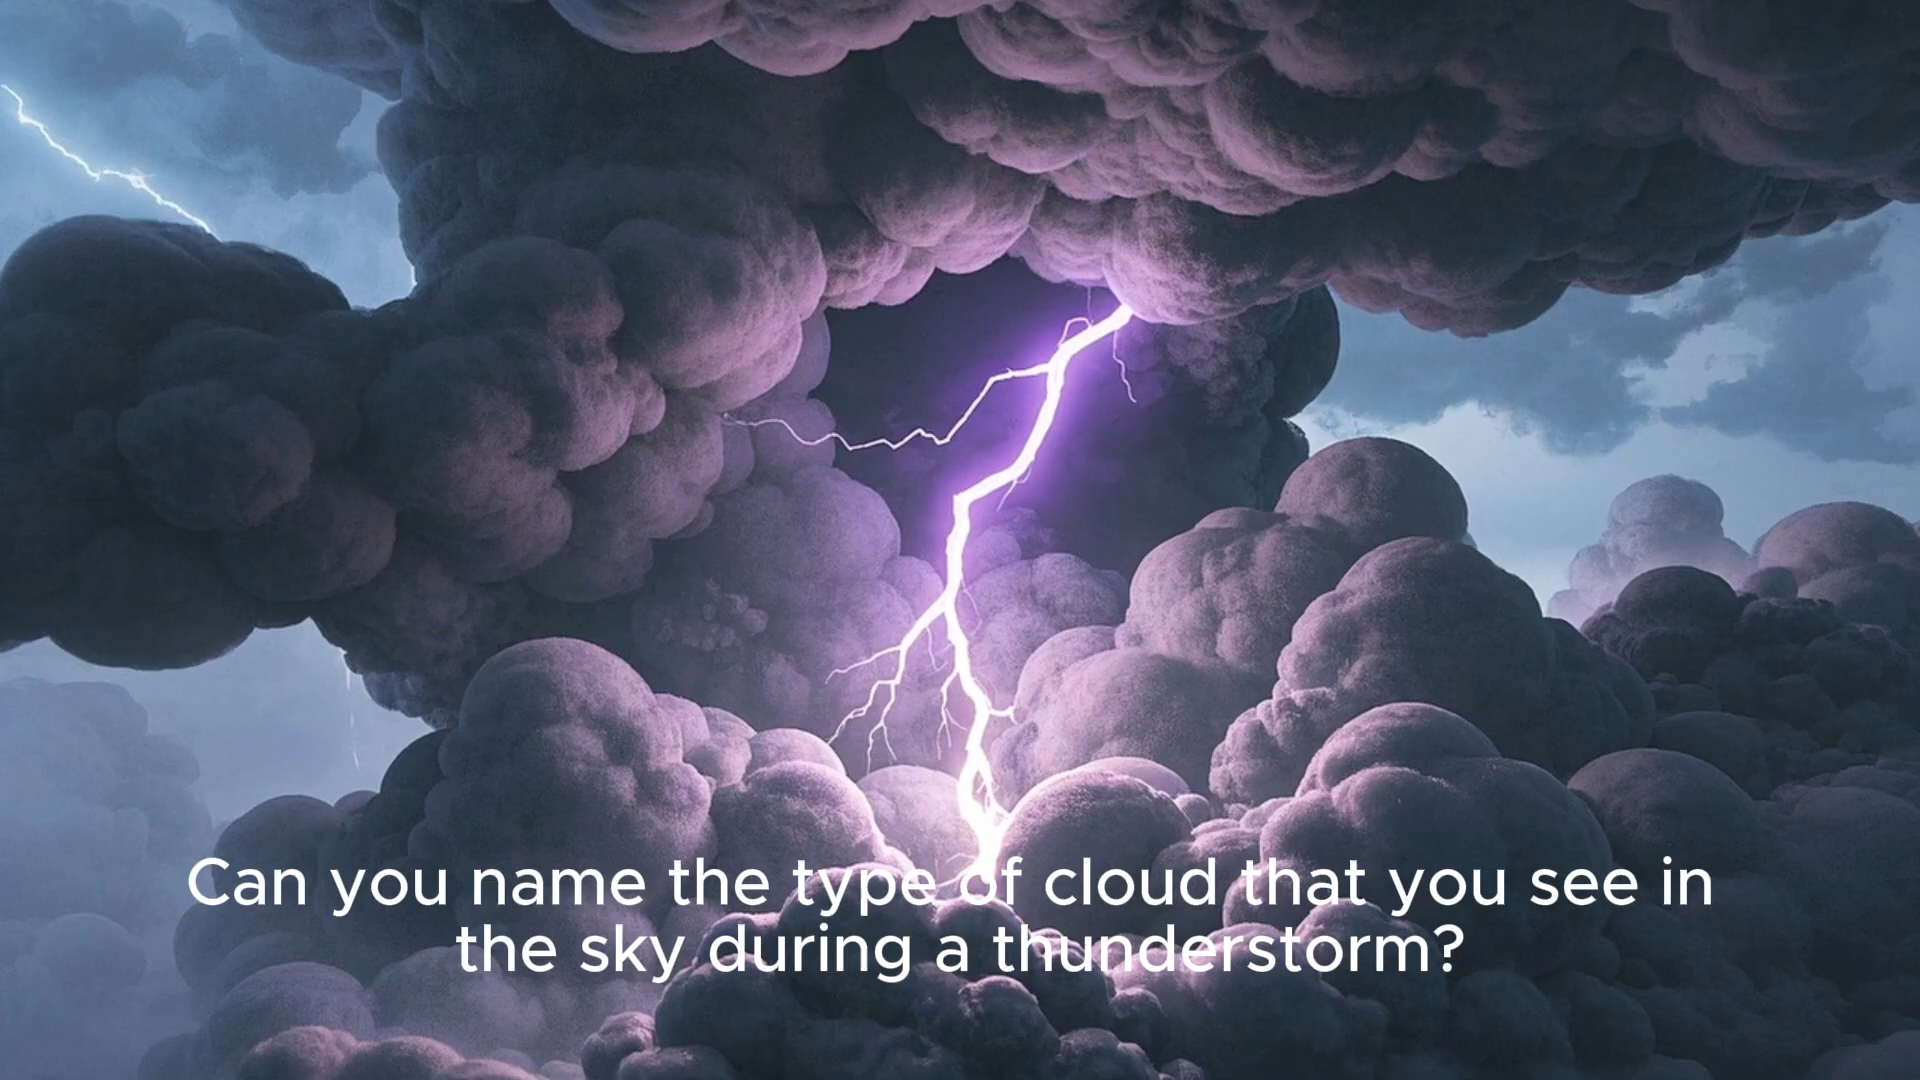 Can you name the type of cloud that you see in
the sky during a thunderstorm?